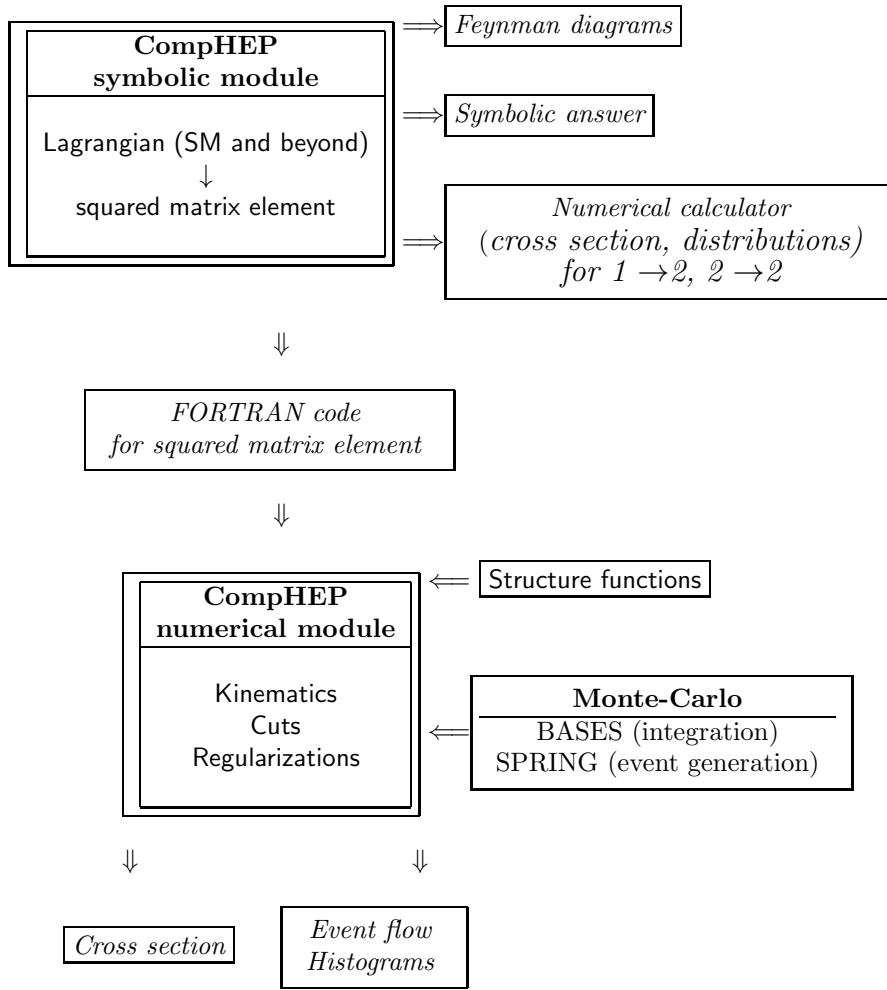 CompHEP
symbolic module
Lagrangian (SM and beyond)
↓
squared matrix element
⟹ Feynman diagrams
⟹ Symbolic answer
⟹ Numerical calculator
(cross section, distributions)
for 1 →2, 2 →2
⇓
FORTRAN code
for squared matrix element
⇓
CompHEP
numerical module
Kinematics
Cuts
Regularizations
⟸ Structure functions
Monte-Carlo
⟸ BASES (integration)
SPRING (event generation)
⇓ ⇓
Cross section
Event flow
Histograms